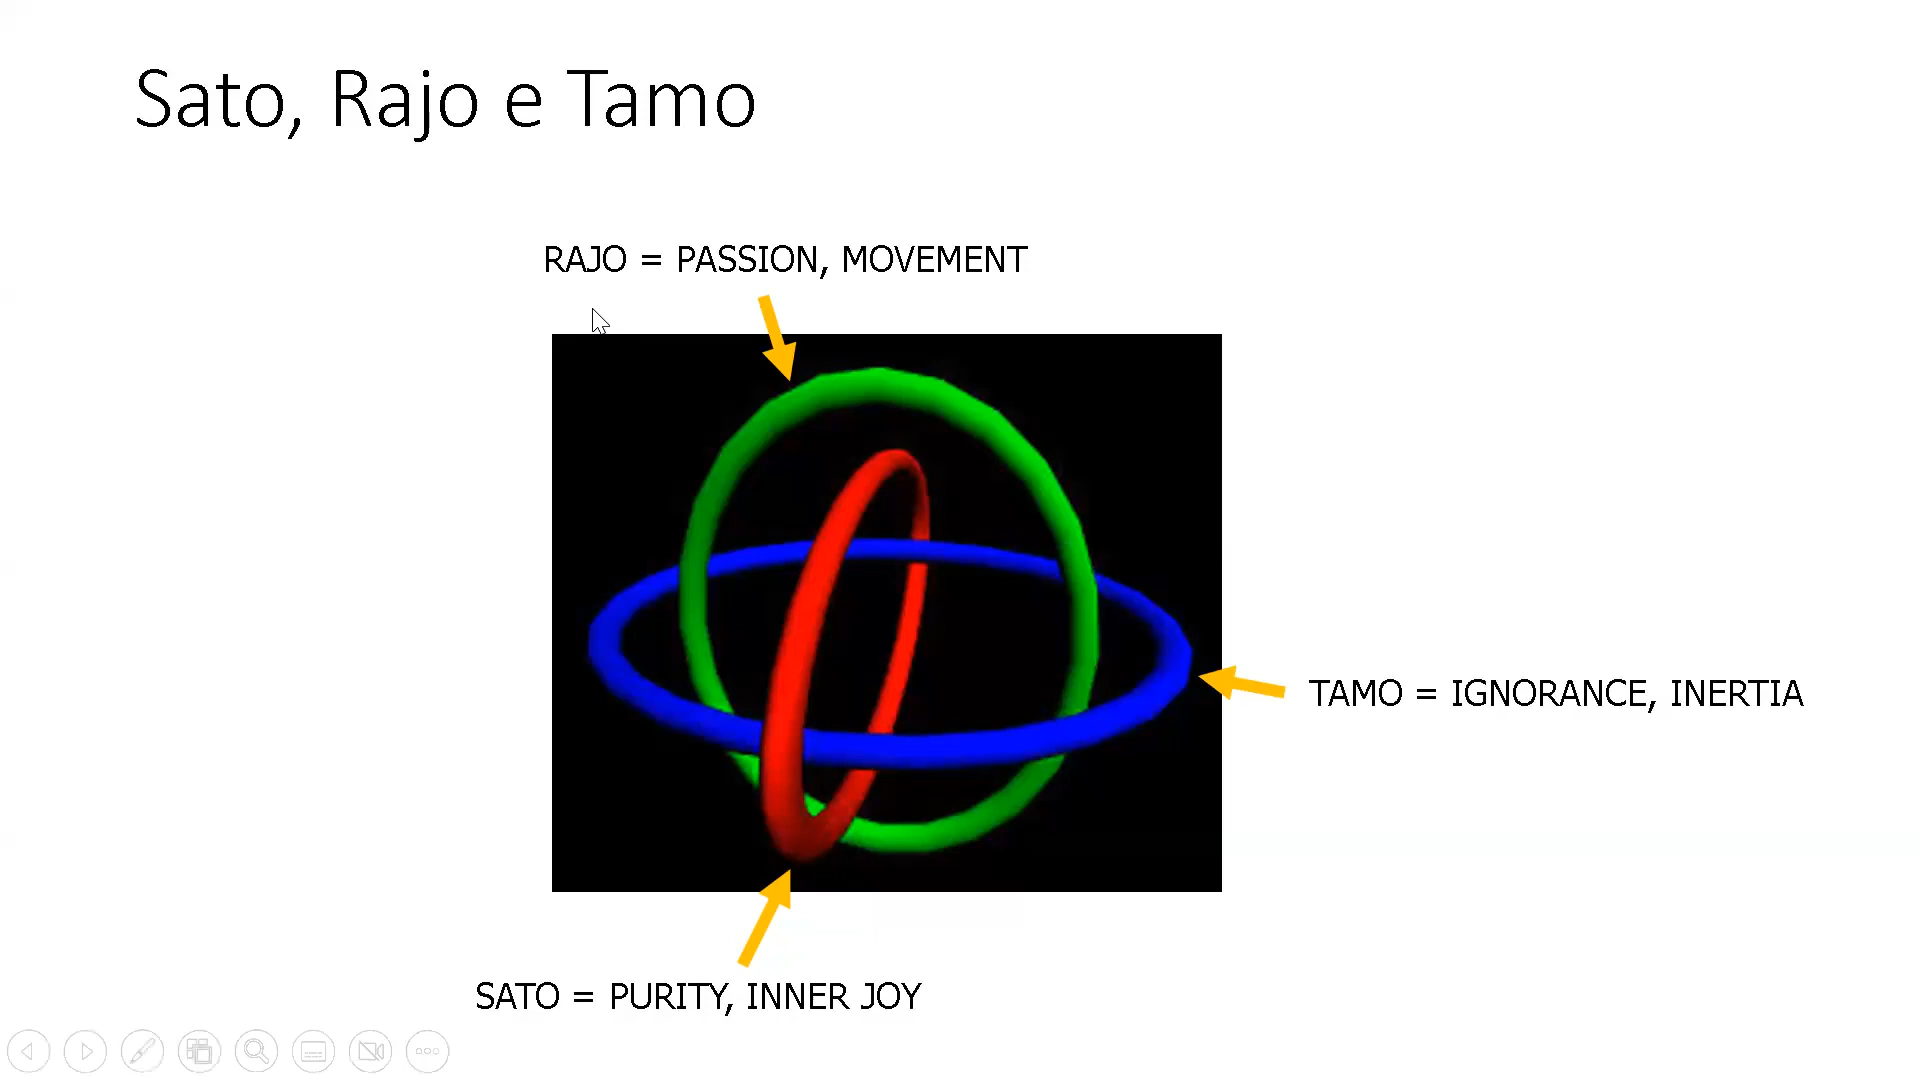 Sato, Rajo e Tamo
RAJO = PASSION, MOVEMENT
TAMO = IGNORANCE, INERTIA
SATO = PURITY, INNER JOY